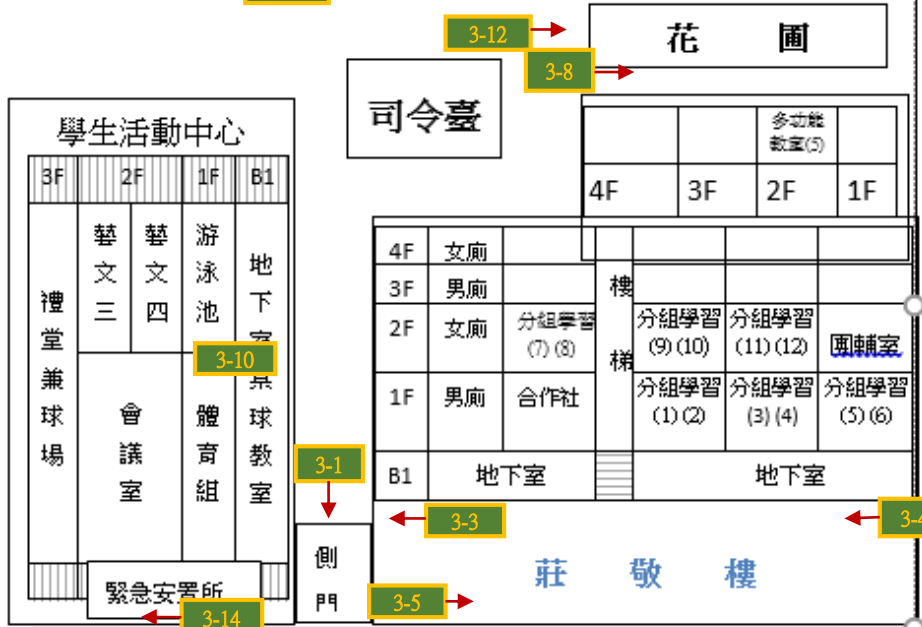 3-12
花 圃
3-8
司令臺
學生活動中心
3F 2F 1F B1
禮堂兼球場
藝文三
藝文四
會議室
游泳池
體育組
地下室
球教室
3-10
緊急安置所
3-14
3-1
側門
多功能
教室(5)
4F 3F 2F 1F
4F 女廁
3F 男廁
2F 女廁 分組學習
(7) (8)
1F 男廁 合作社
B1 地下室
樓梯
分組學習
(9) (10)
分組學習
(11) (12)
團輔室
分組學習
(1) (2)
分組學習
(3) (4)
分組學習
(5) (6)
地下室
3-3
3-4
3-5
莊 敬 樓